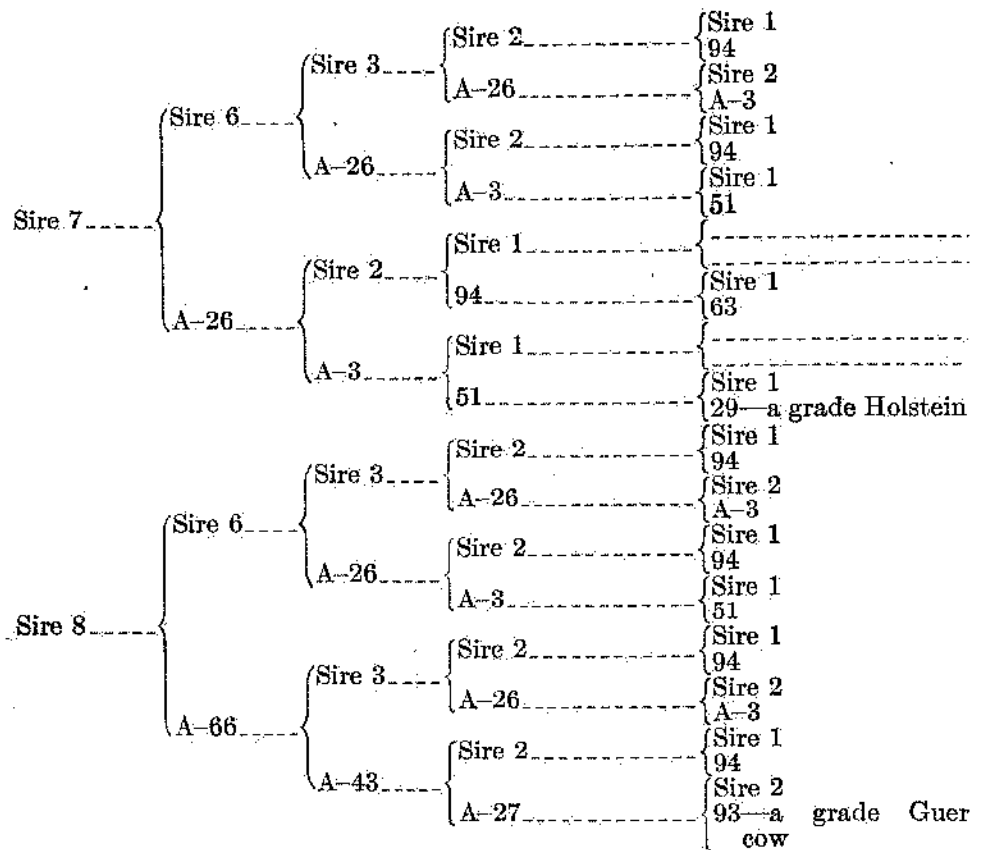 Sire 2 Sire 1
94
Sire 3 Sire 2
A-26 A-3
Sire 6 Sire 1
Sire 2 94
A-26 Sire 1
A-3 51
Sire 7
Sire 1
Sire 2 Sire 1
94 63
A-26
Sire 1
A-3 Sire 1
51 29—a grade Holstein
Sire 1
Sire 2 94
Sire 3 Sire 2
A-26 A-3
Sire 6 Sire 1
Sire 2 94
A-26 Sire 1
A-3 51
Sire 8
Sire 1
Sire 2 94
Sire 3 Sire 2
A-26 A-3
A-66 Sire 1
Sire 2 94
A-43 Sire 2
A-27 93—a grade Guer
cow